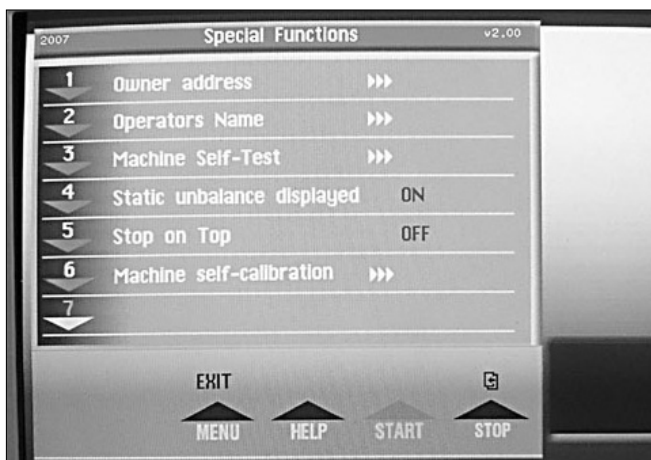 2007 Special Functions v2.00
1 Owner address
2 Operators Name
3 Machine Self-Test
4 Static unbalance displayed ON
5 Stop on Top OFF
6 Machine self-calibration
7
EXIT
MENU HELP START STOP